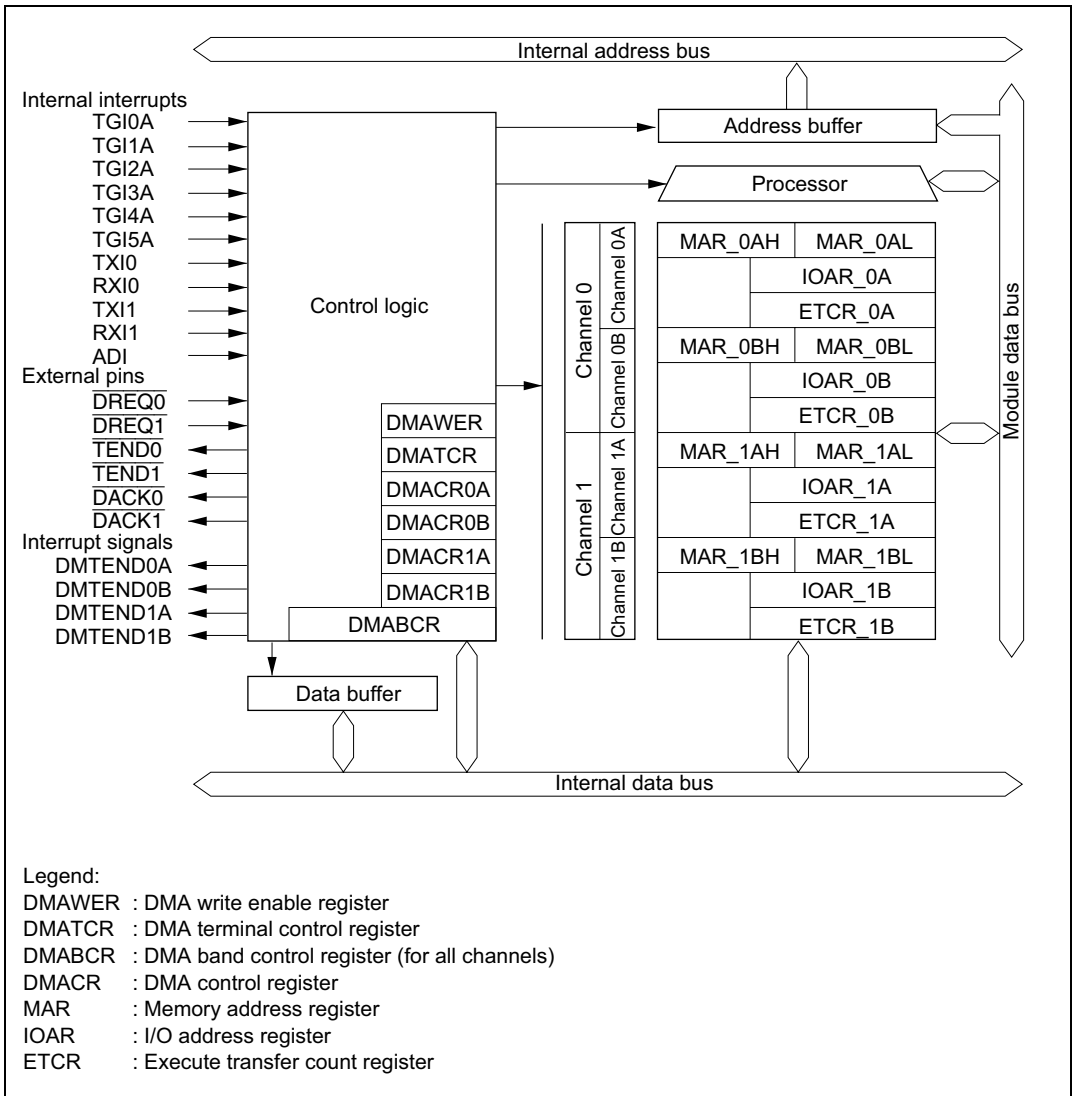 Internal address bus
Internal interrupts
TGI0A
TGI1A
TGI2A
TGI3A
TGI4A
TGI5A
TXI0
RXI0
TXI1
RXI1
ADI
External pins
DREQ0
DREQ1
TEND0
TEND1
DACK0
DACK1
Interrupt signals
DMTEND0A
DMTEND0B
DMTEND1A
DMTEND1B
Control logic
DMAWER
DMATCR
DMACR0A
DMACR0B
DMACR1A
DMACR1B
DMABCR
Data buffer
Address buffer
Processor
Channel 0
Channel 0A
Channel 0B
Channel 1
Channel 1A
Channel 1B
MAR_0AH MAR_0AL
IOAR_0A
ETCR_0A
MAR_0BH MAR_0BL
IOAR_0B
ETCR_0B
MAR_1AH MAR_1AL
IOAR_1A
ETCR_1A
MAR_1BH MAR_1BL
IOAR_1B
ETCR_1B
Module data bus
Internal data bus
Legend:
DMAWER : DMA write enable register
DMATCR : DMA terminal control register
DMABCR : DMA band control register (for all channels)
DMACR : DMA control register
MAR : Memory address register
IOAR : I/O address register
ETCR : Execute transfer count register